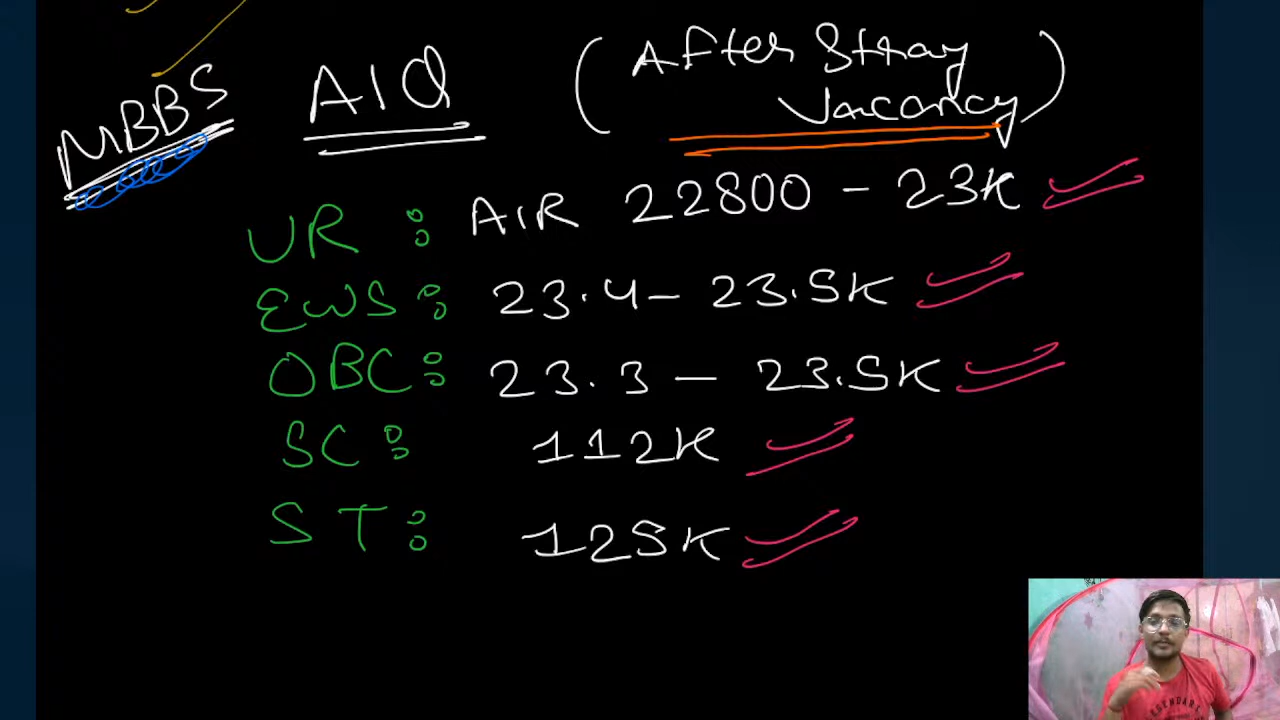 MBBS AIQ (After Stray
Vacancy)
UR : AIR 22800 - 23K
EWS : 23.4 - 23.5K
OBC : 23.3 - 23.5K
SC : 112K
ST : 125K
LEGENDARY